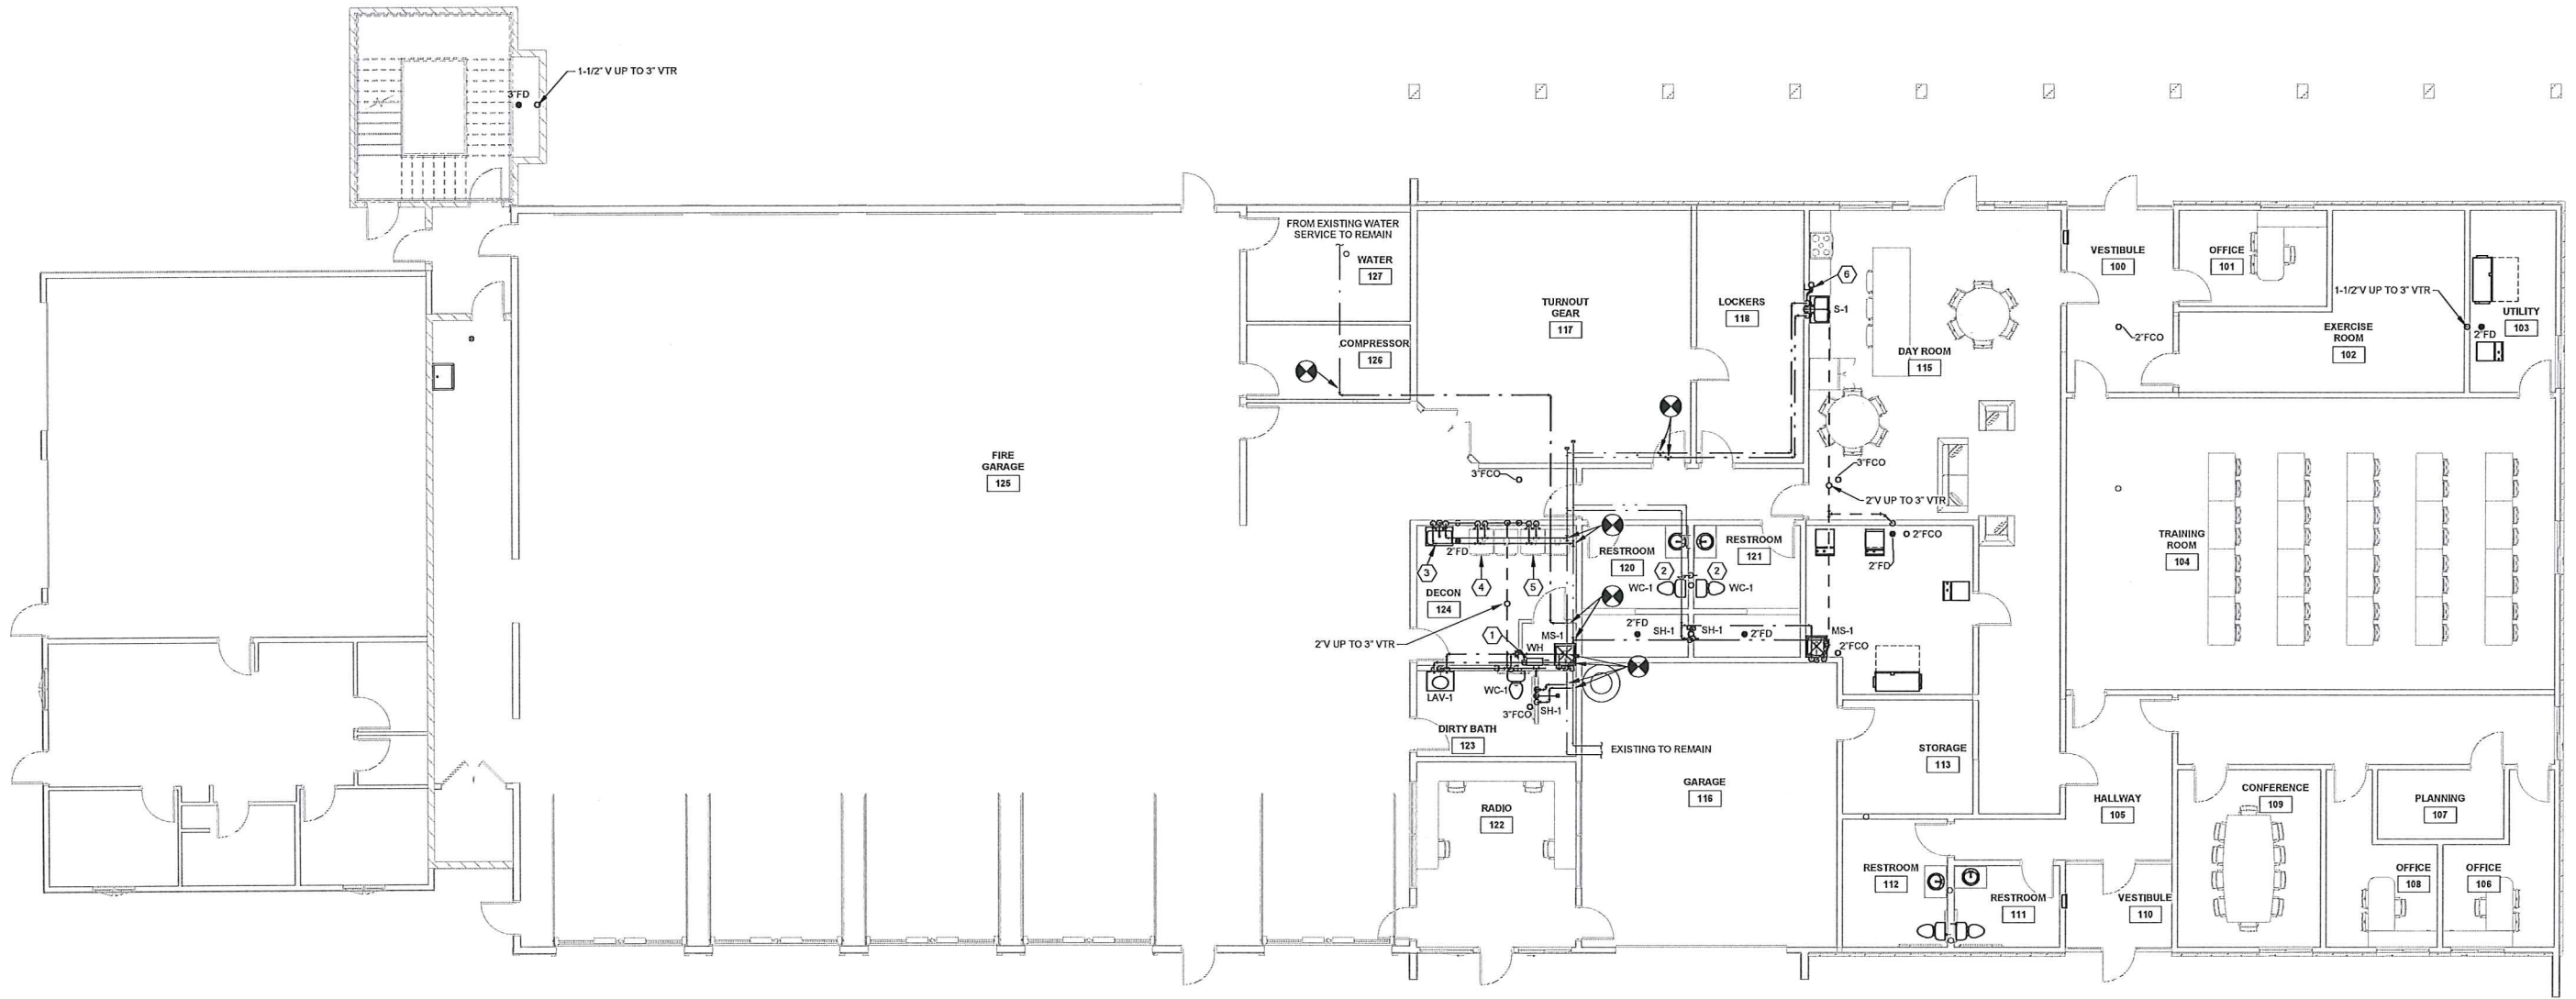 1-1/2" V UP TO 3" VTR
3"FD
FROM EXISTING WATER
SERVICE TO REMAIN
WATER
127
COMPRESSOR
126
TURNOUT
GEAR
117
LOCKERS
118
6
S-1
DAY ROOM
115
VESTIBULE
100
2"FCO
OFFICE
101
1-1/2"V UP TO 3" VTR
EXERCISE
ROOM
102
UTILITY
103
2"FD
FIRE
GARAGE
125
3"FCO
3"FCO
2"V UP TO 3" VTR
2"FCO
2"FD
TRAINING
ROOM
104
2"FD
3
4
5
DECON
124
RESTROOM
120
RESTROOM
121
2
2
WC-1
WC-1
2"V UP TO 3" VTR
1
WH
MS-1
2"FD
SH-1
SH-1
2"FD
MS-1
2"FCO
LAV-1
WC-1
3"FCO
SH-1
DIRTY BATH
123
EXISTING TO REMAIN
STORAGE
113
GARAGE
116
RADIO
122
HALLWAY
105
CONFERENCE
109
PLANNING
107
RESTROOM
112
RESTROOM
111
VESTIBULE
110
OFFICE
108
OFFICE
106